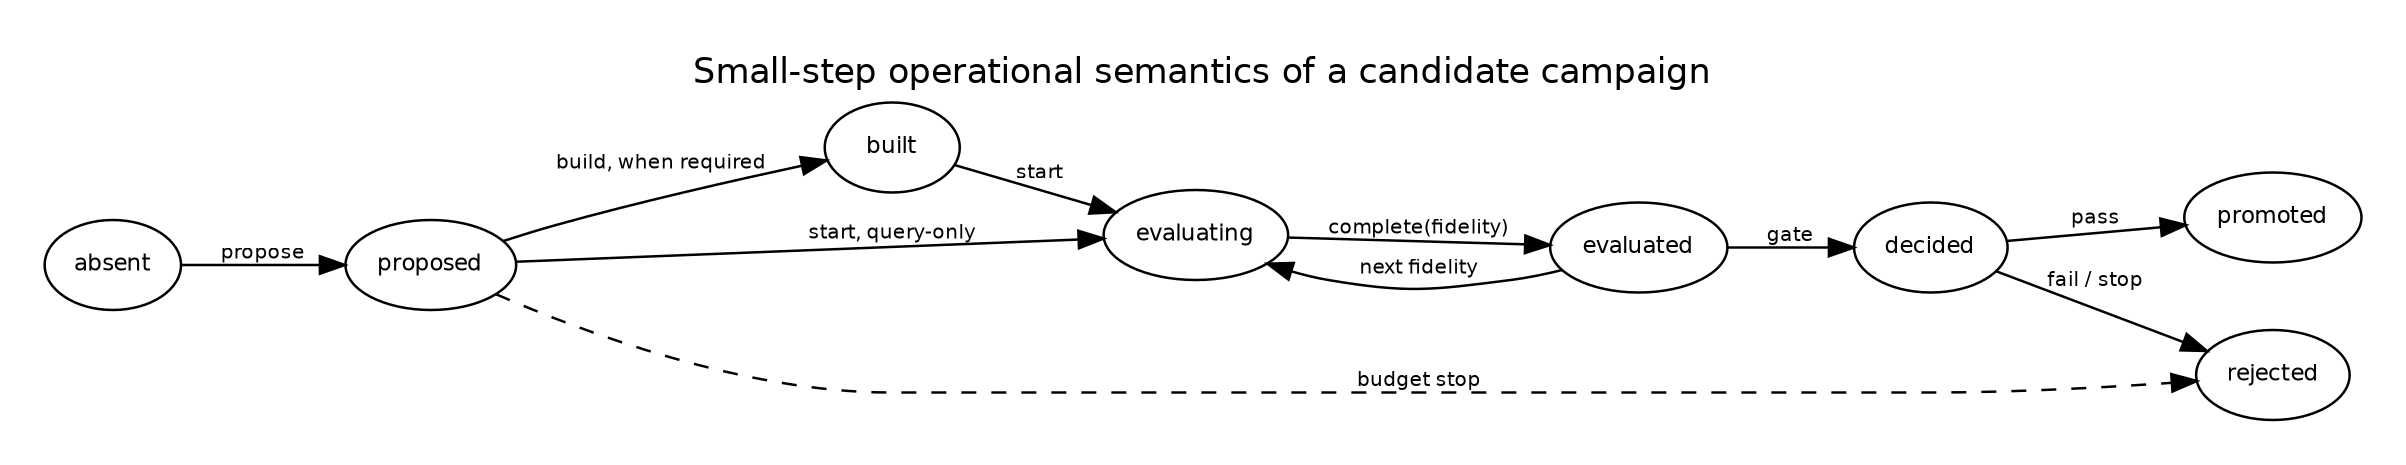 Small-step operational semantics of a candidate campaign
absent
propose
proposed
build, when required
built
start
start, query-only
evaluating
complete(fidelity)
next fidelity
evaluated
gate
decided
pass
promoted
fail / stop
budget stop
rejected